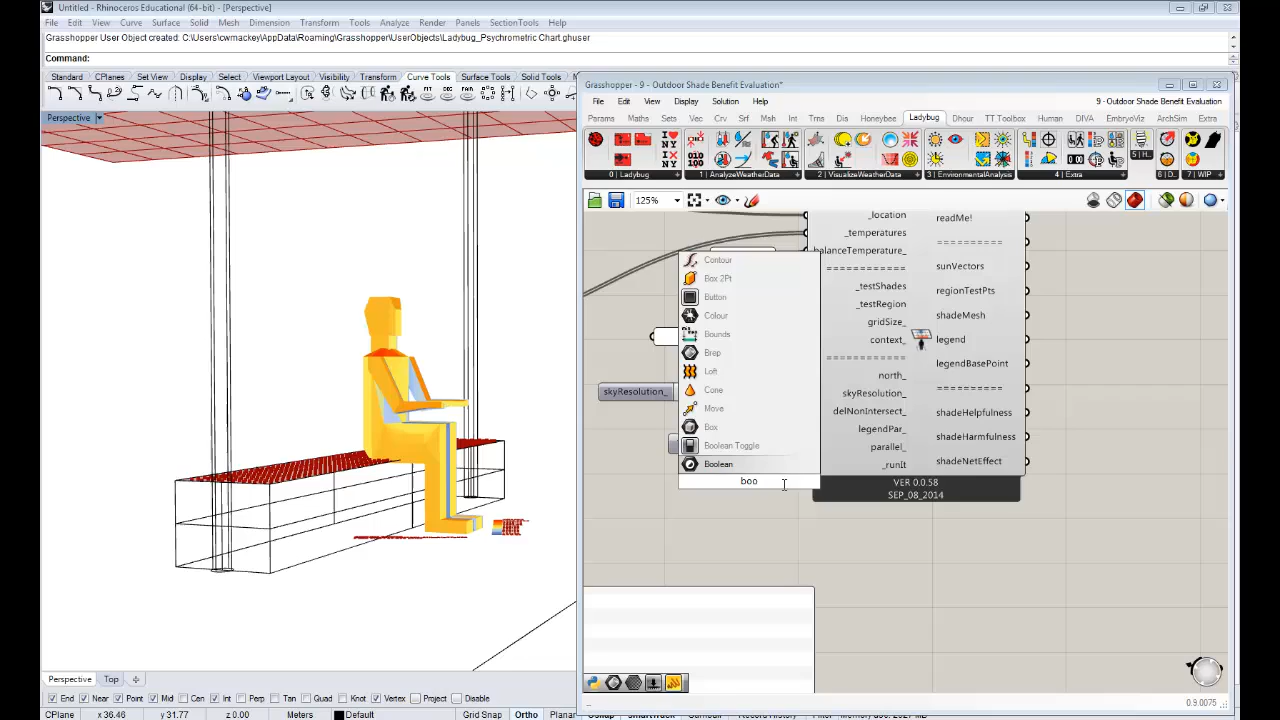 Untitled - Rhinoceros Educational (64-bit) - [Perspective]
File Edit View Curve Surface Solid Mesh Dimension Transform Tools Analyze Render Panels SectionTools Help
Grasshopper User Object created: C:\Users\cwmackey\AppData\Roaming\Grasshopper\UserObjects\Ladybug_Psychrometric Chart.ghuser
Command:
Standard CPlanes Set View Display Select Viewport Layout Visibility Transform Curve Tools Surface Tools Solid Tools
Perspective
Grasshopper - 9 - Outdoor Shade Benefit Evaluation*
File Edit View Display Solution Help
9 - Outdoor Shade Benefit Evaluation
Params Maths Sets Vec Crv Srf Msh Int Trns Dia Honeybee Ladybug Dhour TT Toolbox Human DIVA EmbryoViz ArchSim Extra
0 | Ladybug 1 | AnalyzeWeatherData 2 | VisualizeWeatherData 3 | EnvironmentalAnalysis 4 | Extra 5 | H... 6 | D... 7 | WIP
125%
_location
_temperatures
balanceTemperature_
============
_testShades
_testRegion
gridSize_
context_
============
north_
skyResolution_
delNonIntersect_
legendPar_
parallel_
_runIt
readMe!
==========
sunVectors
regionTestPts
shadeMesh
legend
legendBasePoint
==========
shadeHelpfulness
shadeHarmfulness
shadeNetEffect
VER 0.0.58
SEP_08_2014
skyResolution_
Contour
Box 2Pt
Button
Colour
Bounds
Brep
Loft
Cone
Move
Box
Boolean Toggle
Boolean
boo
Perspective Top
End Near Point Mid Cen Int Perp Tan Quad Knot Vertex Project Disable
0.9.0075
CPlane x 36.46 y 31.77 z 0.00 Meters Default Grid Snap Ortho Planar